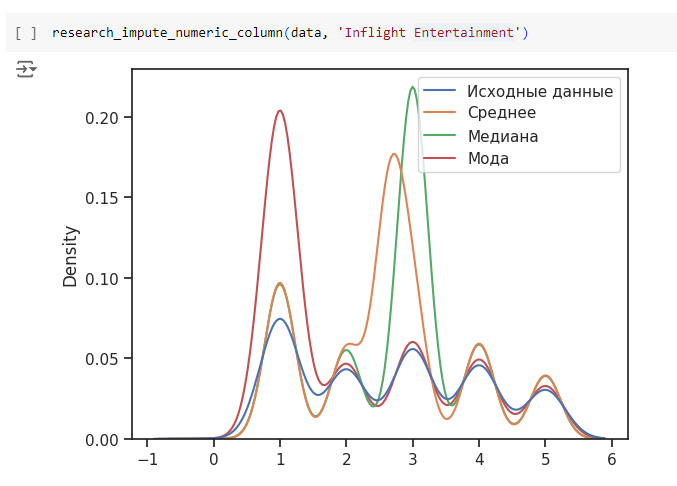 [ ] research_impute_numeric_column(data, 'Inflight Entertainment')
Исходные данные
Среднее
Медиана
Мода
Density
0.20
0.15
0.10
0.05
0.00
−1 0 1 2 3 4 5 6